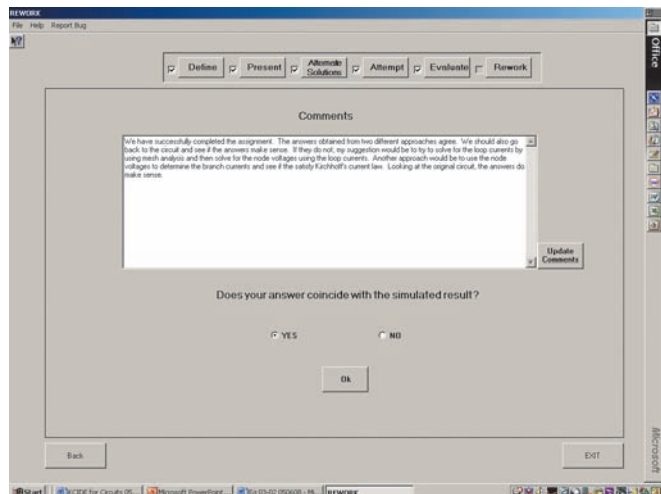 REWORK
File Help Report Bug
Define
Present
Alternate
Solutions
Attempt
Evaluate
Rework
Comments
We have successfully completed the assignment. The answers obtained from two different approaches agree. We should also go
back to the circuit and see if the answers make sense. If they do not, my suggestion would be to try to solve for the loop currents by
using mesh analysis and then solve for the node voltages using the loop currents. Another approach would be to use the node
voltages to determine the branch currents and see if the satisfy Kirchhoff's current law. Looking at the original circuit, the answers do
make sense.
Update
Comments
Does your answer coincide with the simulated result?
YES
NO
Ok
Back
EXIT
Office
Microsoft
Start
KCIDE for Circuits
Microsoft PowerPoint
REWORK